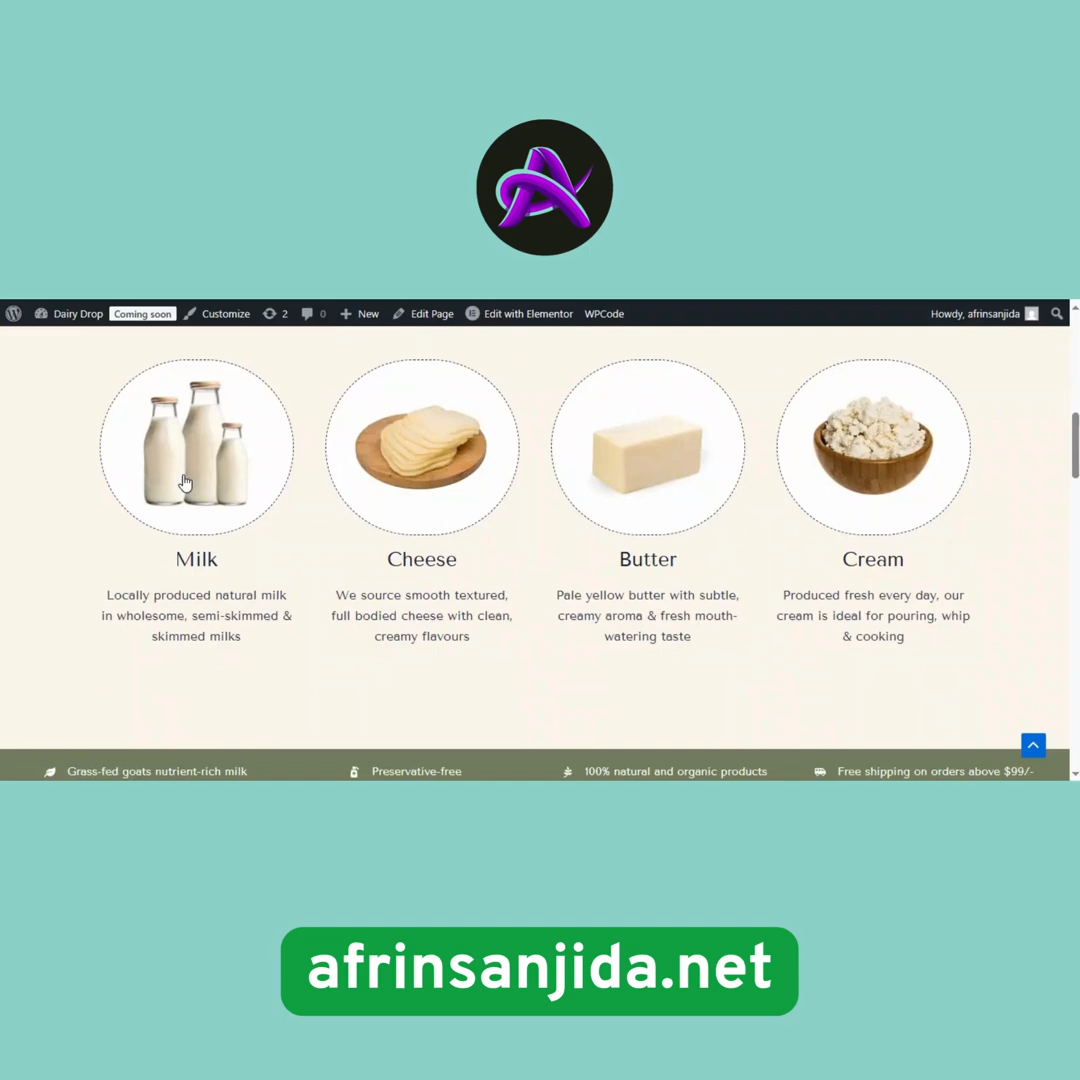 Dairy Drop Coming soon Customize 2 0 New Edit Page Edit with Elementor WPCode Howdy, afrinsanjida
Milk
Locally produced natural milk
in wholesome, semi-skimmed &
skimmed milks
Cheese
We source smooth textured,
full bodied cheese with clean,
creamy flavours
Butter
Pale yellow butter with subtle,
creamy aroma & fresh mouth-
watering taste
Cream
Produced fresh every day, our
cream is ideal for pouring, whip
& cooking
Grass-fed goats nutrient-rich milk Preservative-free 100% natural and organic products Free shipping on orders above $99/-
afrinsanjida.net